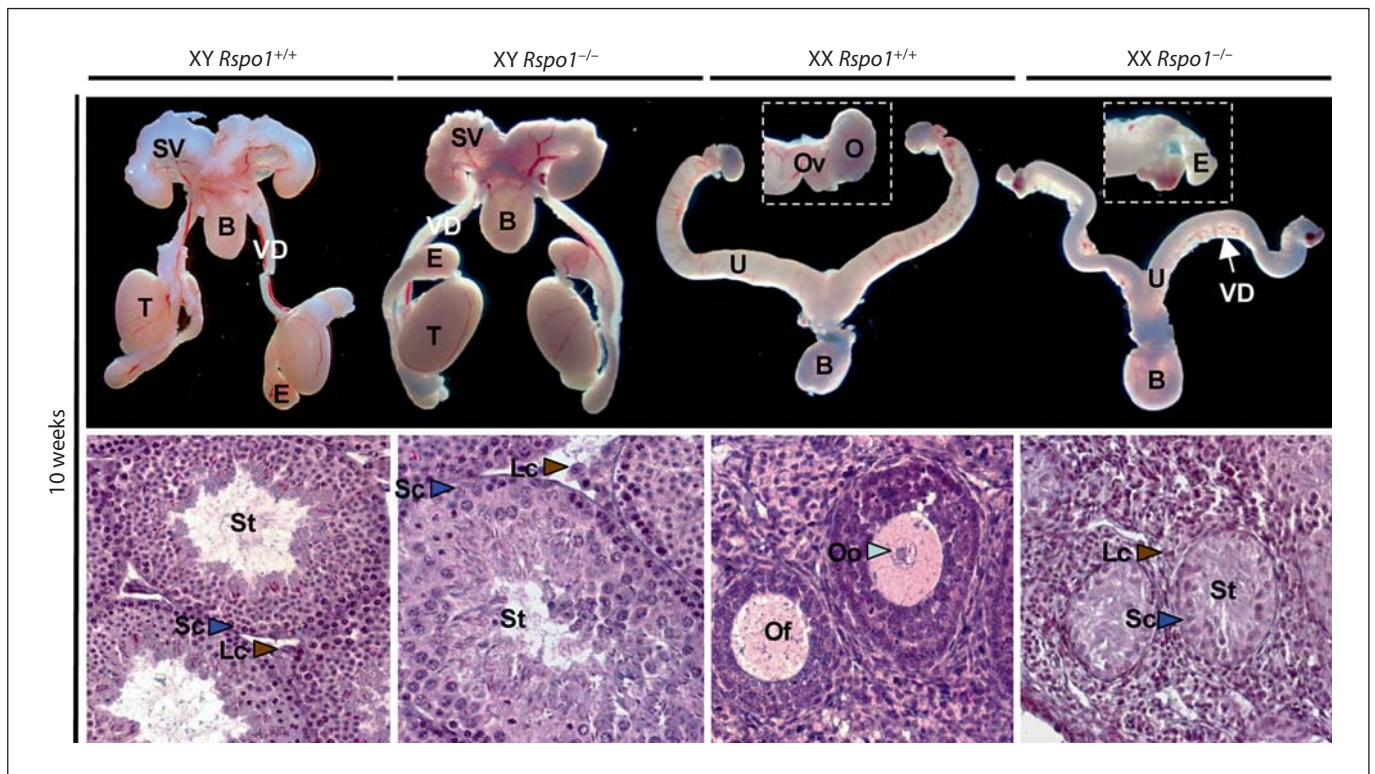 XY Rspo1+/+
XY Rspo1–/–
XX Rspo1+/+
XX Rspo1–/–
10 weeks
SV
B
VD
T
E
SV
VD
B
E
T
Ov
O
U
B
E
U
VD
B
St
Sc
Lc
Lc
Sc
St
Oo
Of
Lc
St
Sc